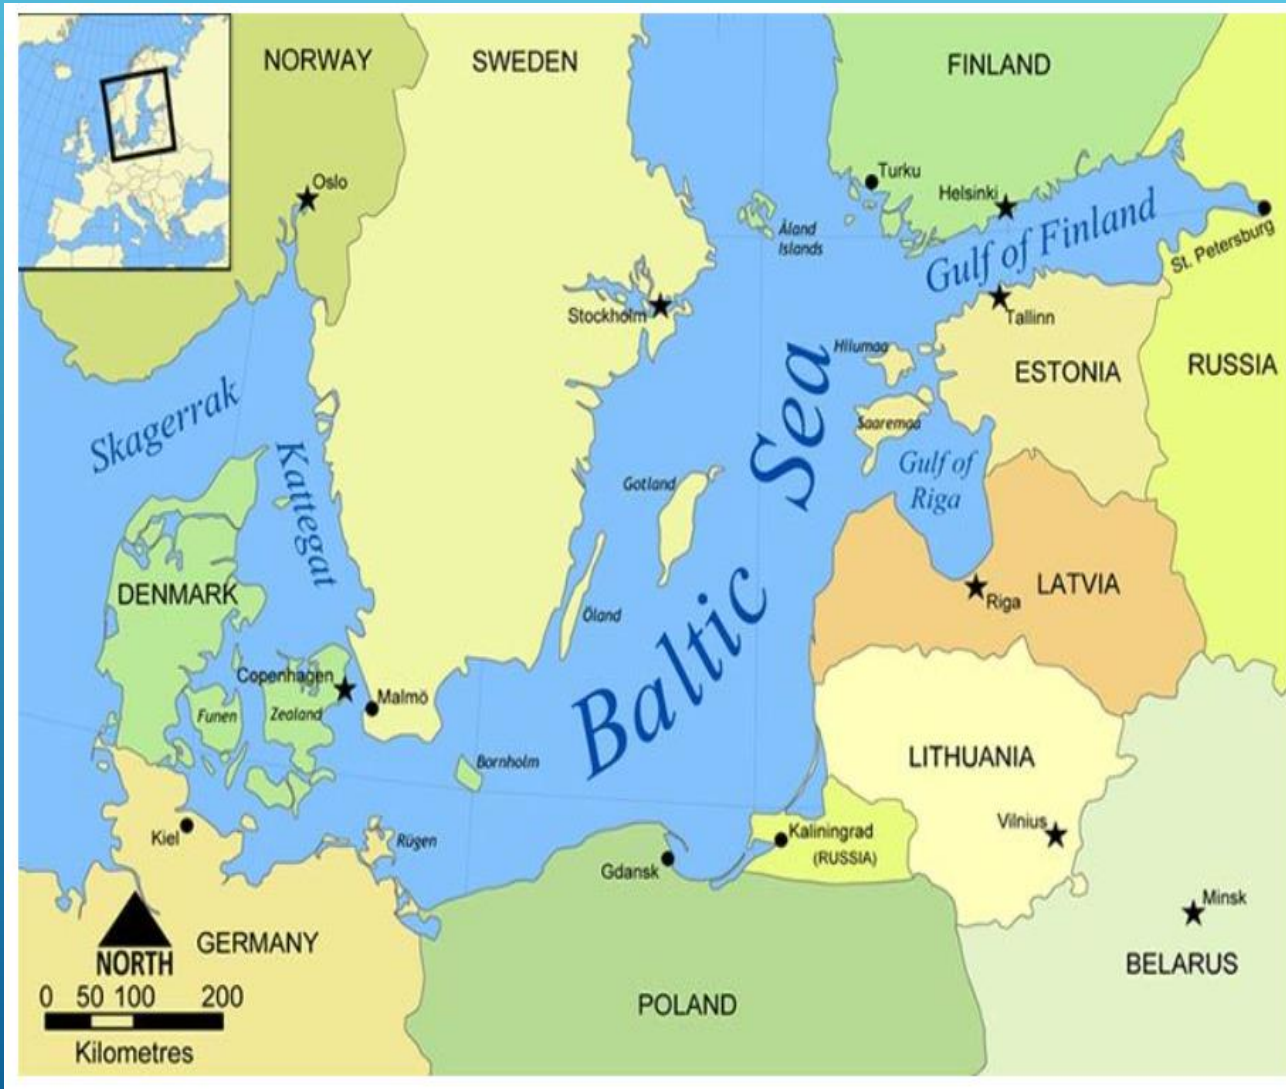 NORWAY
SWEDEN
FINLAND
Oslo
Turku
Helsinki
Åland
Islands
Gulf of Finland
St. Petersburg
Stockholm
Tallinn
Hilumaa
ESTONIA
RUSSIA
Skagerrak
Kattegat
Saaremaa
Gulf of
Riga
Gotland
Baltic Sea
DENMARK
Öland
Riga
LATVIA
Copenhagen
Malmö
Funen
Zealand
Bornholm
LITHUANIA
Kiel
Rügen
Gdansk
Kaliningrad
(RUSSIA)
Vilnius
Minsk
NORTH
GERMANY
POLAND
BELARUS
0 50 100 200
Kilometres